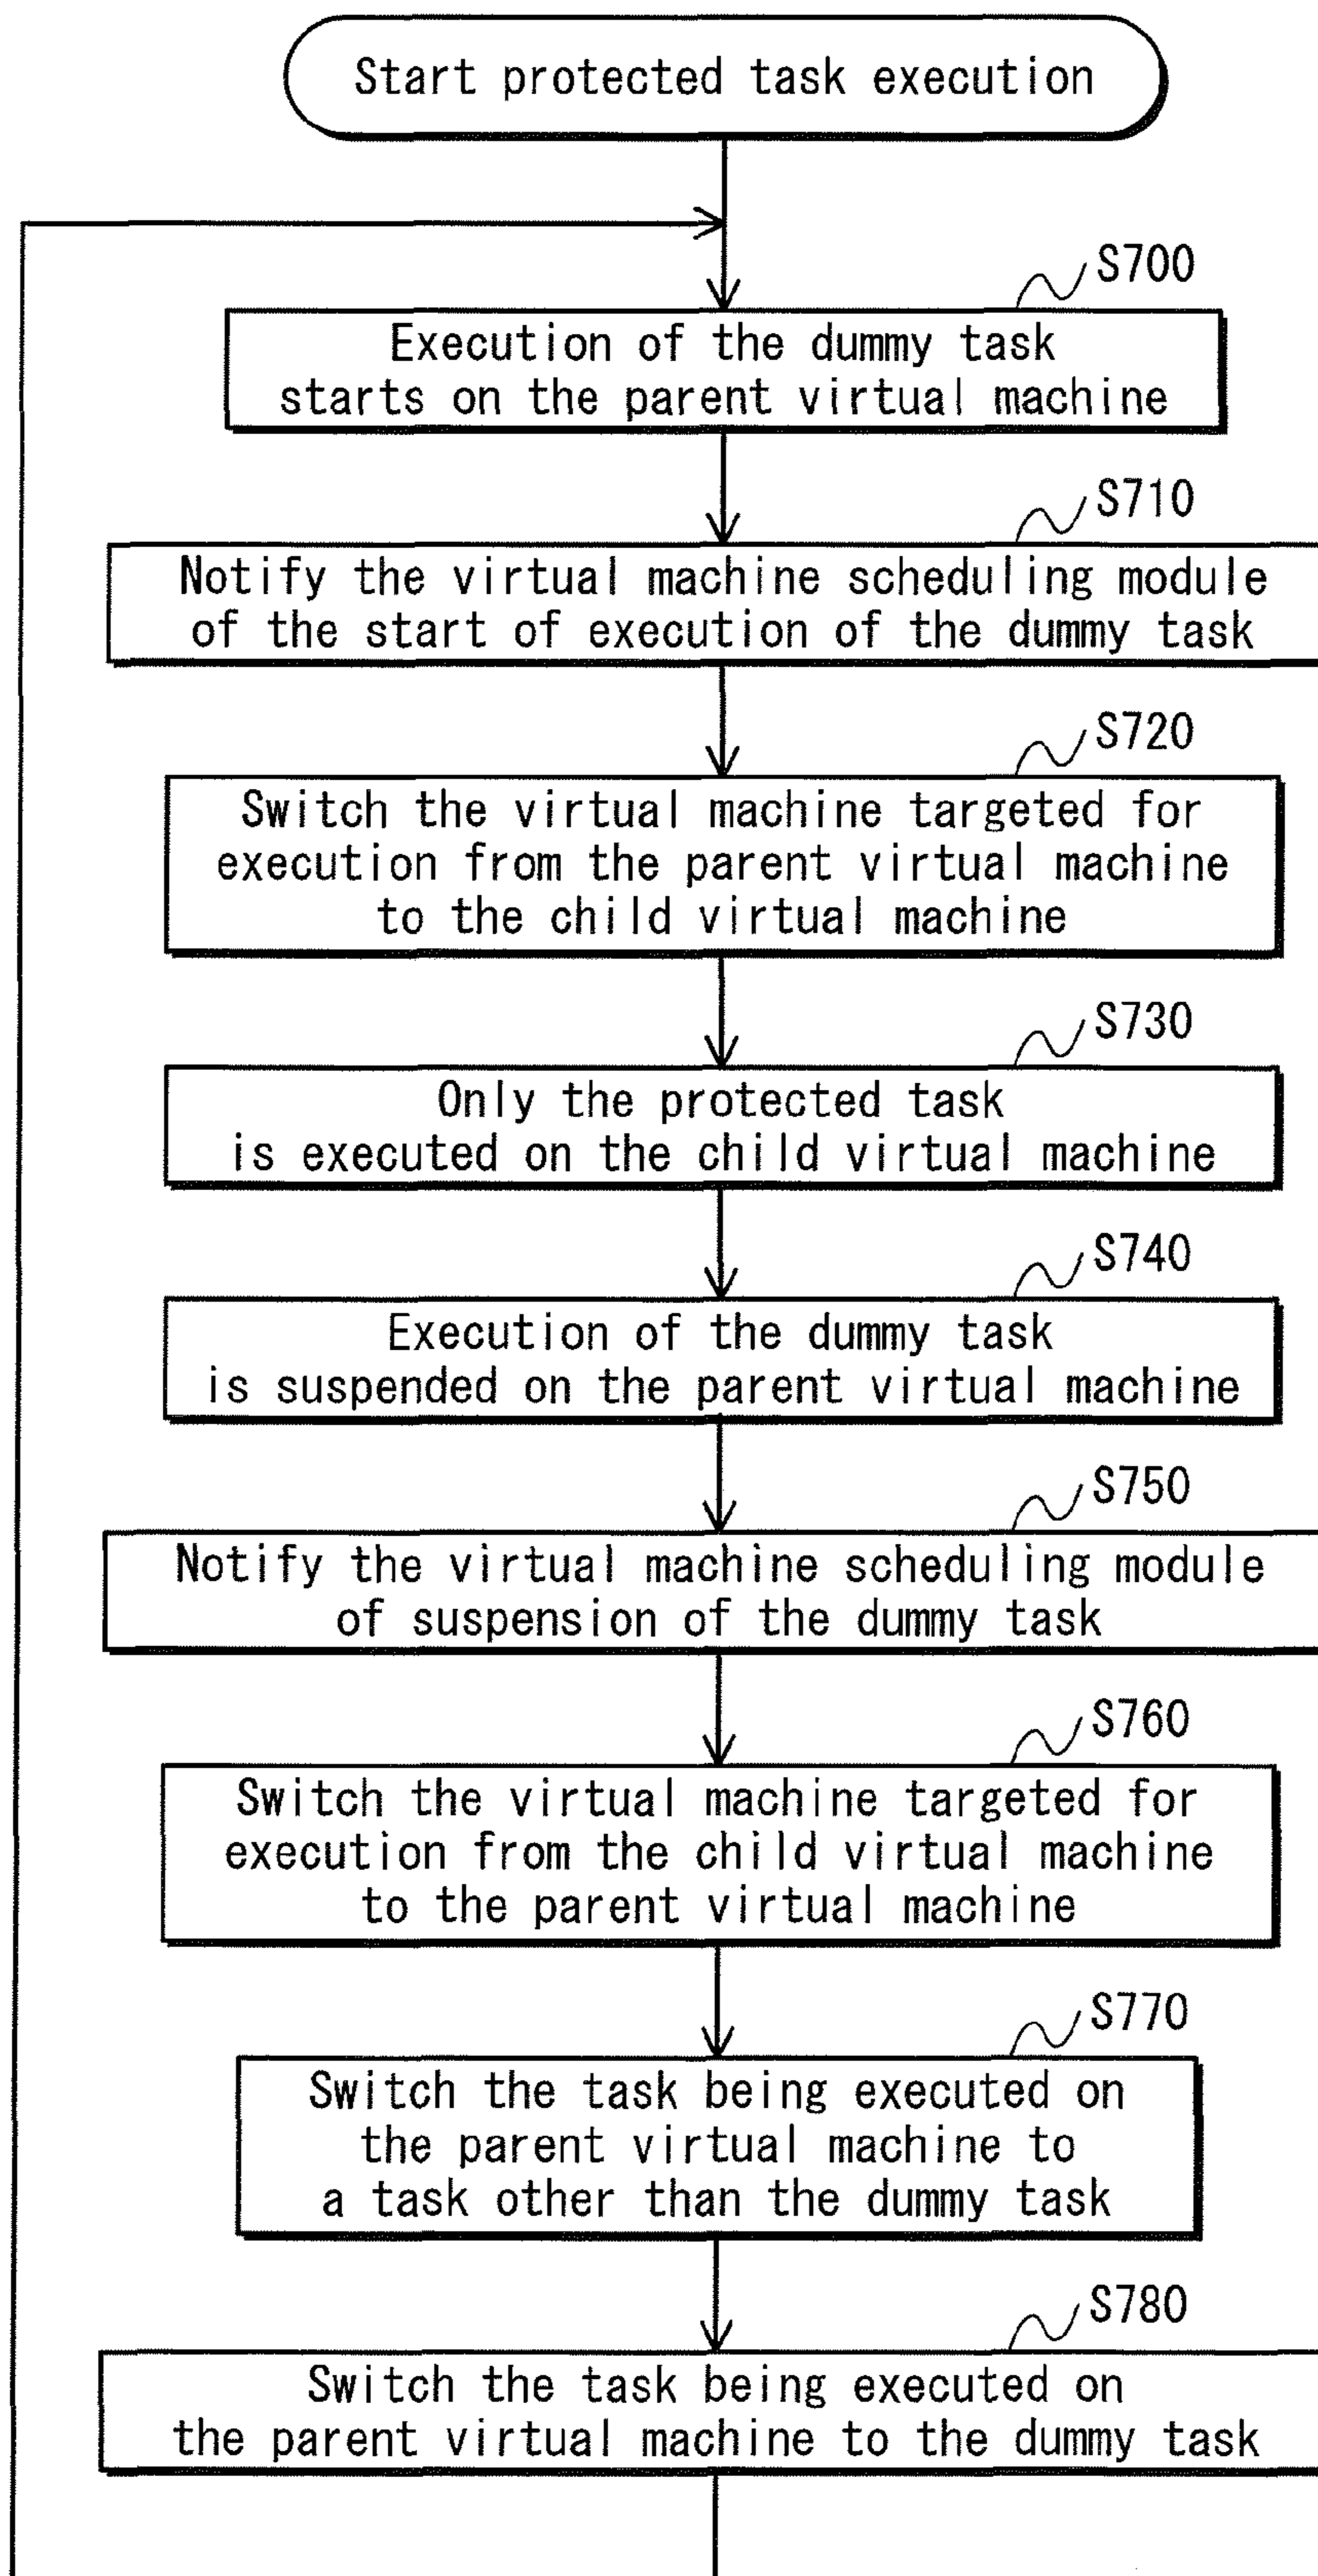 Start protected task execution
S700
Execution of the dummy task
starts on the parent virtual machine
S710
Notify the virtual machine scheduling module
of the start of execution of the dummy task
S720
Switch the virtual machine targeted for
execution from the parent virtual machine
to the child virtual machine
S730
Only the protected task
is executed on the child virtual machine
S740
Execution of the dummy task
is suspended on the parent virtual machine
S750
Notify the virtual machine scheduling module
of suspension of the dummy task
S760
Switch the virtual machine targeted for
execution from the child virtual machine
to the parent virtual machine
S770
Switch the task being executed on
the parent virtual machine to
a task other than the dummy task
S780
Switch the task being executed on
the parent virtual machine to the dummy task